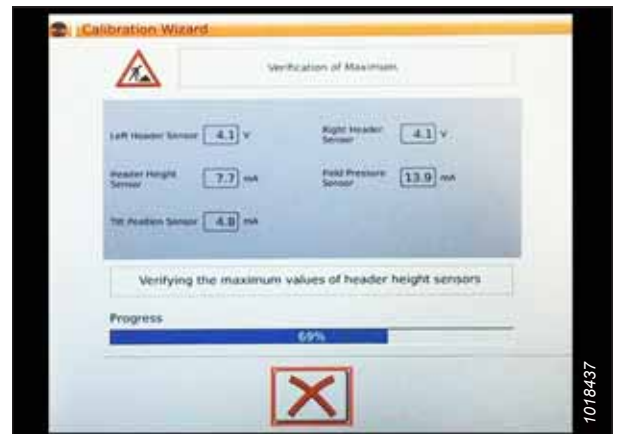 Calibration Wizard
Verification of Maximum
Left Header Sensor 4.1 V
Right Header
Sensor 4.1 V
Header Height
Sensor 7.7 mA
Feld Pressure
Sensor 13.9 mA
Tilt Position Sensor 4.8 mA
Verifying the maximum values of header height sensors
Progress
69%
1018437